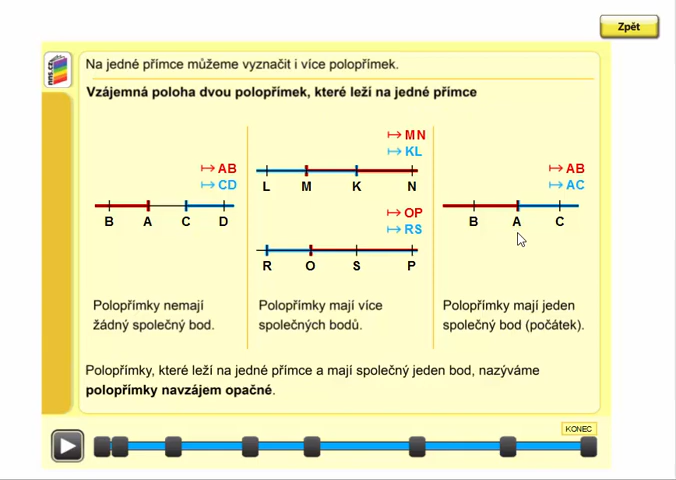 Zpět
nns.cz
Na jedné přímce můžeme vyznačit i více polopřímek.
Vzájemná poloha dvou polopřímek, které leží na jedné přímce
↦ AB
↦ CD
B A C D
Polopřímky nemají
žádný společný bod.
↦ MN
↦ KL
L M K N
↦ OP
↦ RS
R O S P
Polopřímky mají více
společných bodů.
↦ AB
↦ AC
B A C
Polopřímky mají jeden
společný bod (počátek).
Polopřímky, které leží na jedné přímce a mají společný jeden bod, nazýváme
polopřímky navzájem opačné.
KONEC